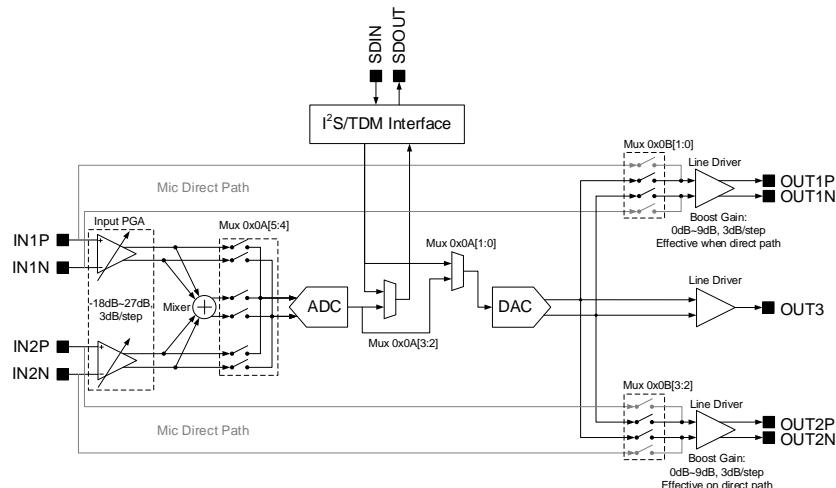 SDIN
SDOUT
I²S/TDM Interface
Mux 0x0B[1:0]
Line Driver
Mic Direct Path
OUT1P
OUT1N
Input PGA
Mux 0x0A[5:4]
Boost Gain:
0dB~9dB, 3dB/step
Effective when direct path
IN1P
IN1N
Mux 0x0A[1:0]
-18dB~27dB,
3dB/step
Mixer
ADC
DAC
Line Driver
OUT3
Mux 0x0A[3:2]
IN2P
IN2N
Mux 0x0B[3:2]
Line Driver
Mic Direct Path
OUT2P
OUT2N
Boost Gain:
0dB~9dB, 3dB/step
Effective on direct path